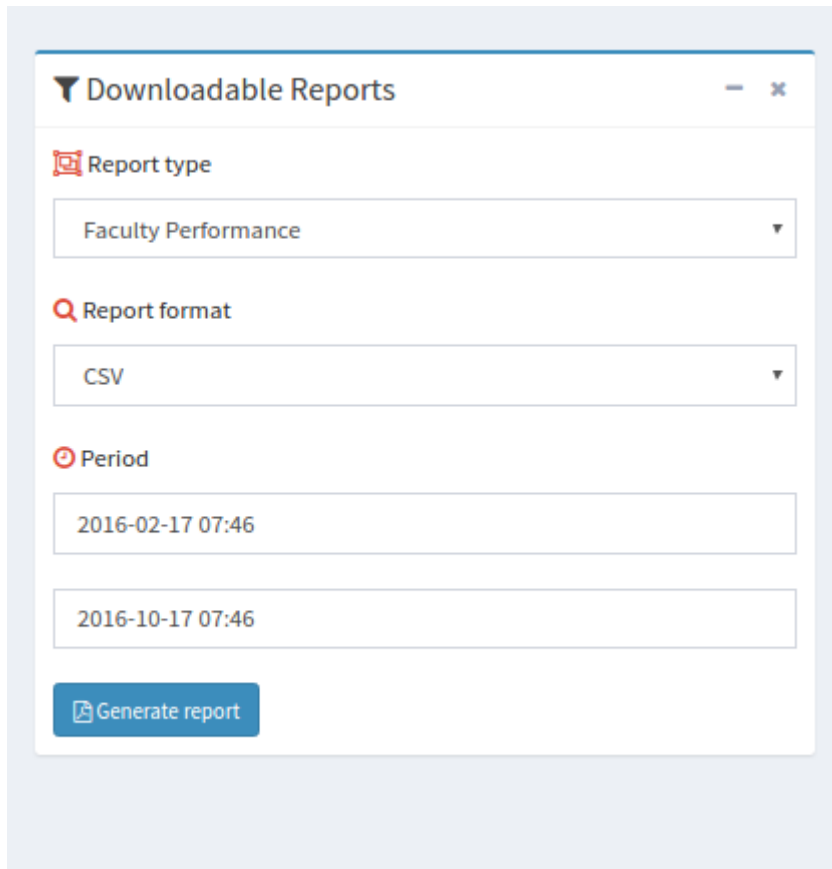 Downloadable Reports
Report type
Faculty Performance
Report format
CSV
Period
2016-02-17 07:46
2016-10-17 07:46
Generate report